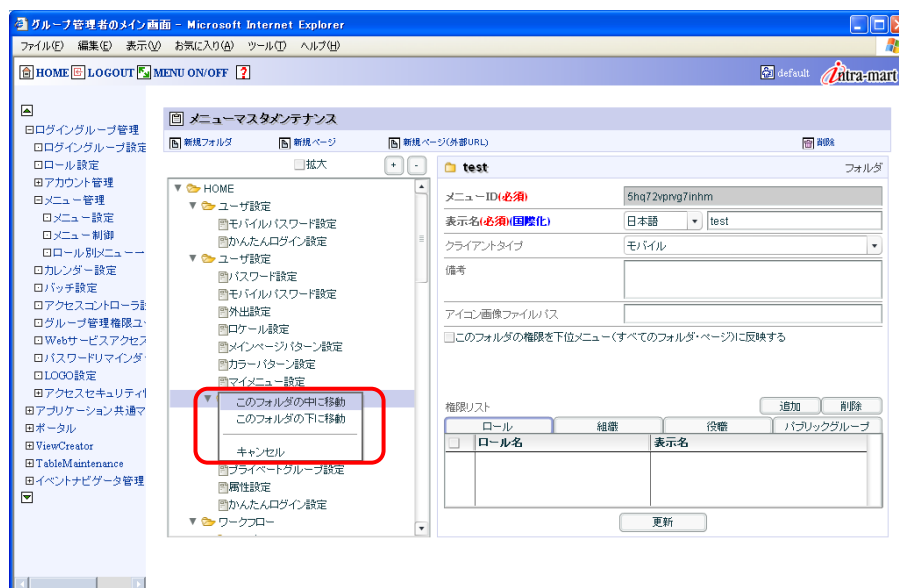 グループ管理者のメイン画面 - Microsoft Internet Explorer
ファイル(F) 編集(E) 表示(V) お気に入り(A) ツール(T) ヘルプ(H)
HOME LOGOUT MENU ON/OFF ? default intra-mart
ログイングループ管理
ログイングループ設定
ロール設定
アカウント管理
メニュー管理
メニュー設定
メニュー制御
ロール別メニュー一
カレンダー設定
バッチ設定
アクセスコントローラ
グループ管理権限ユ
Webサービスアクセス
パスワードリマインダ
LOGO設定
アクセスセキュリティ
アプリケーション共通マ
ポータル
ViewCreator
TableMaintenance
イベントナビゲータ管理
メニューマスタメンテナンス
新規フォルダ 新規ページ 新規ページ(外部URL) 削除
拡大 + -
HOME
ユーザ設定
モバイルパスワード設定
かんたんログイン設定
ユーザ設定
パスワード設定
モバイルパスワード設定
外出設定
ロケール設定
メインページパターン設定
カラーパターン設定
マイメニュー設定
このフォルダの中に移動
このフォルダの下に移動
キャンセル
プライベートグループ設定
属性設定
かんたんログイン設定
ワークフロー
test フォルダ
メニューID(必須) 5hq72vprvg7inhm
表示名(必須)(国際化) 日本語 test
クライアントタイプ モバイル
備考
アイコン画像ファイルパス
このフォルダの権限を下位メニュー(すべてのフォルダ・ページ)に反映する
権限リスト 追加 削除
ロール 組織 役職 パブリックグループ
ロール名 表示名
更新